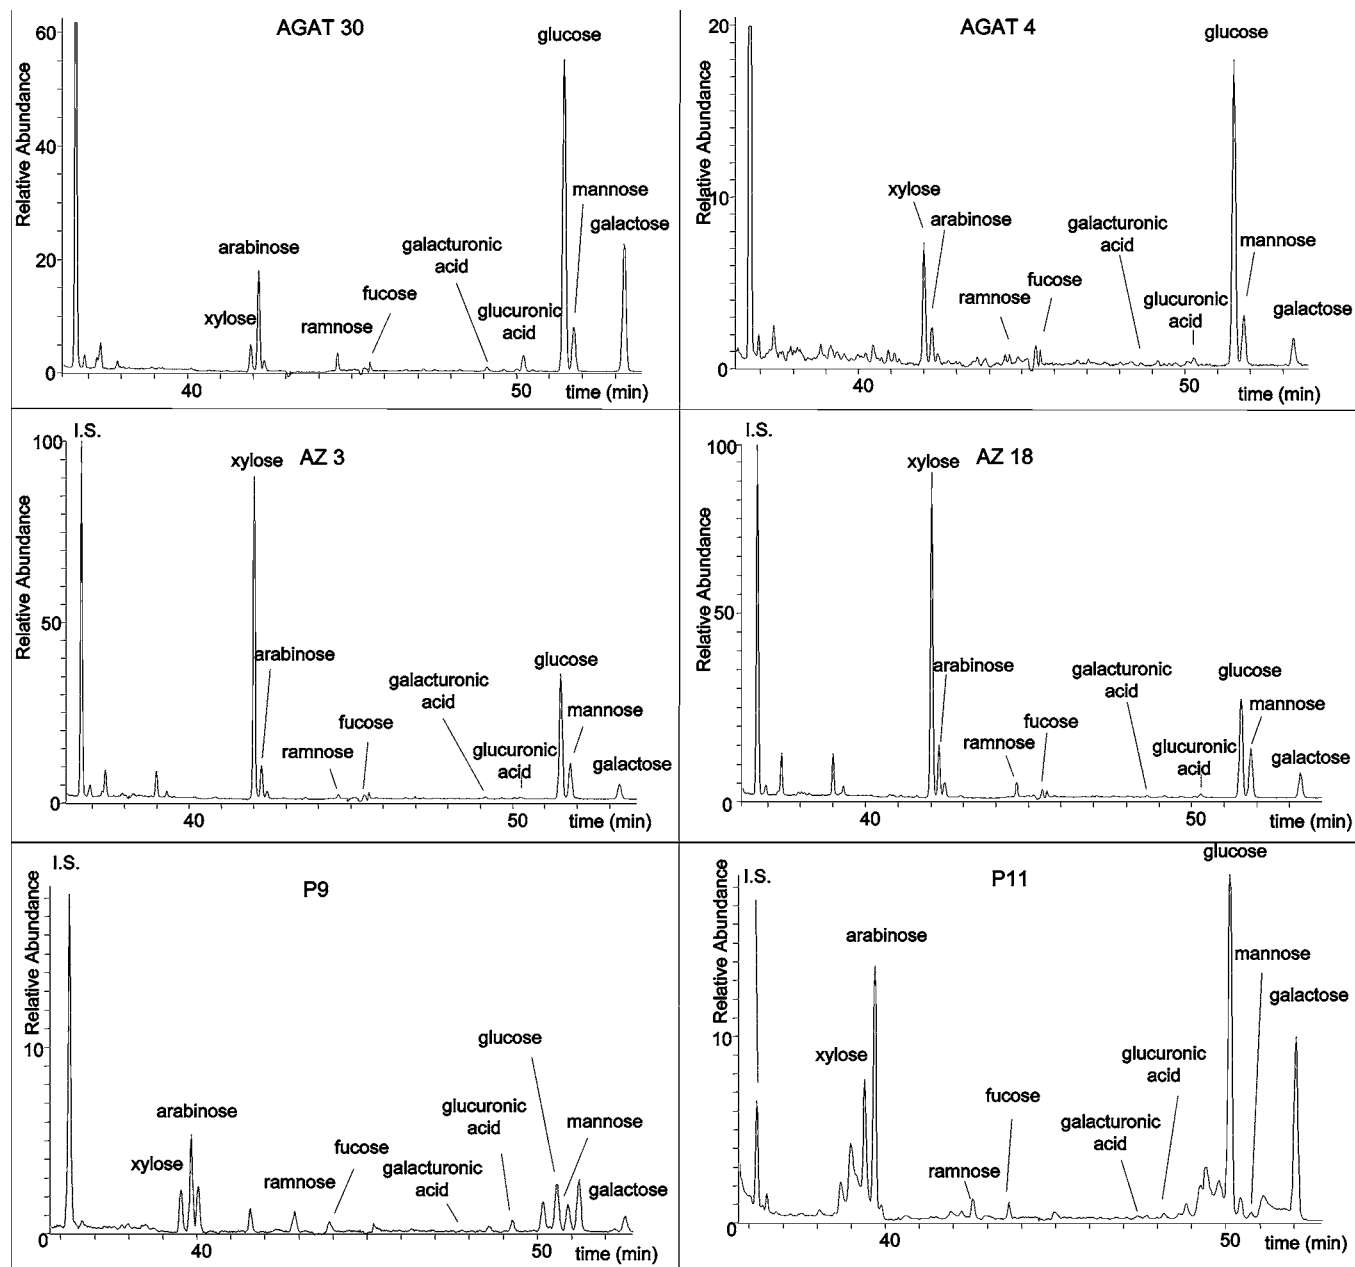 AGAT 30
60
40
20
0
Relative Abundance
glucose
mannose
galactose
arabinose
galacturonic
acid
fucose
xylose
ramnose
glucuronic
acid
40
50
time (min)
AGAT 4
20
10
0
Relative Abundance
glucose
xylose
arabinose
galacturonic
acid
mannose
fucose
ramnose
glucuronic
acid
galactose
40
50
time (min)
I.S.
100
50
0
Relative Abundance
xylose
AZ 3
arabinose
glucose
galacturonic
acid
mannose
fucose
ramnose
glucuronic
acid
galactose
40
50
time (min)
I.S.
100
50
0
Relative Abundance
xylose
AZ 18
arabinose
galacturonic
acid
glucose
mannose
fucose
ramnose
glucuronic
acid
galactose
40
50
time (min)
I.S.
P9
10
0
Relative Abundance
glucose
arabinose
glucuronic
acid
mannose
xylose
fucose
ramnose
galacturonic
acid
galactose
40
50
time (min)
I.S.
P11
10
0
Relative Abundance
glucose
arabinose
mannose
galactose
xylose
glucuronic
acid
fucose
galacturonic
acid
ramnose
40
50
time (min)